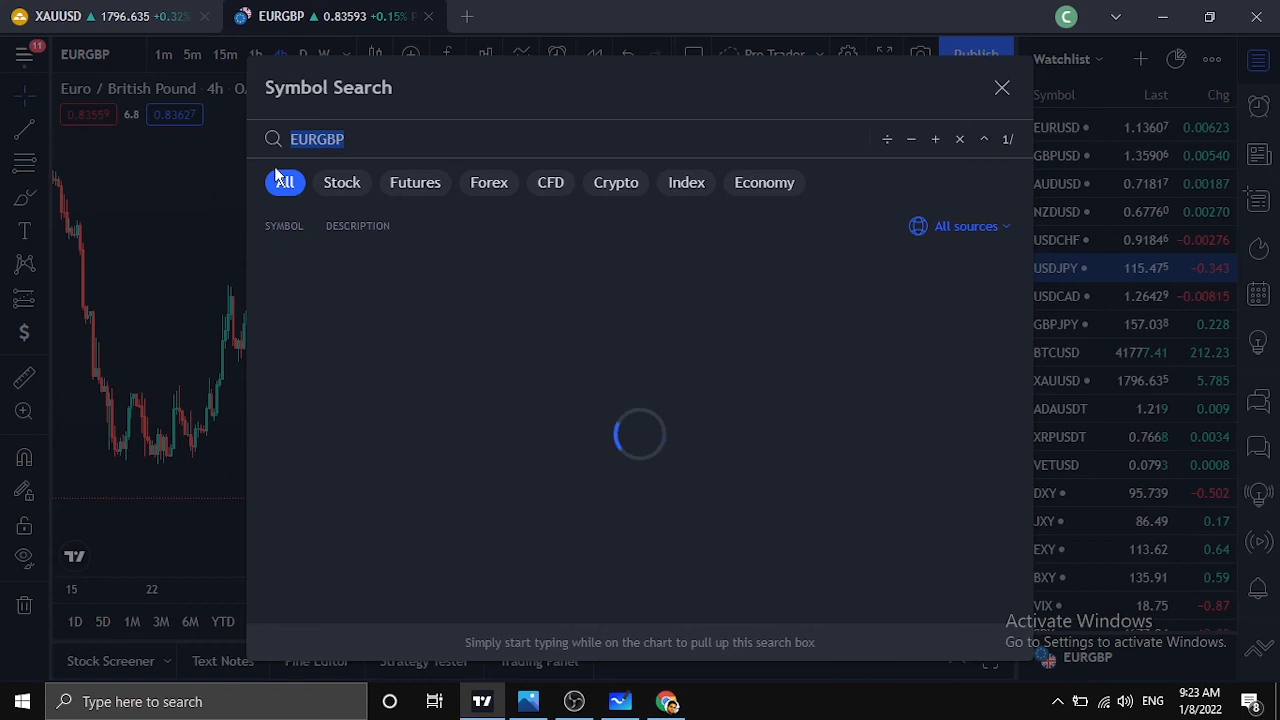 XAUUSD ▲ 1796.635 +0.32%
EURGBP ▲ 0.83593 +0.15% P
C
11
EURGBP
1m 5m 15m 1h 4h D W
Pro Trader
Publish
Watchlist
Euro / British Pound · 4h · O
0.83559 6.8 0.83627
Symbol Search
EURGBP
÷ − + × ^ 1/
All Stock Futures Forex CFD Crypto Index Economy
SYMBOL DESCRIPTION
All sources
Symbol Last Chg
EURUSD 1.13607 0.00623
GBPUSD 1.35906 0.00540
AUDUSD 0.71817 0.00187
NZDUSD 0.67760 0.00270
USDCHF 0.91846 -0.00276
USDJPY 115.475 -0.343
USDCAD 1.26429 -0.00815
GBPJPY 157.038 0.228
BTCUSD 41777.41 212.23
XAUUSD 1796.635 5.785
ADAUSDT 1.219 0.009
XRPUSDT 0.7668 0.0034
VETUSD 0.0793 0.0008
DXY 95.739 -0.502
JXY 86.49 0.17
EXY 113.62 0.64
BXY 135.91 0.59
VIX 18.75 -0.87
15 22
1D 5D 1M 3M 6M YTD
Simply start typing while on the chart to pull up this search box
Activate Windows
Go to Settings to activate Windows.
EURGBP
Stock Screener Text Notes Pine Editor Strategy Tester Trading Panel
Type here to search
ENG
9:23 AM
1/8/2022
8